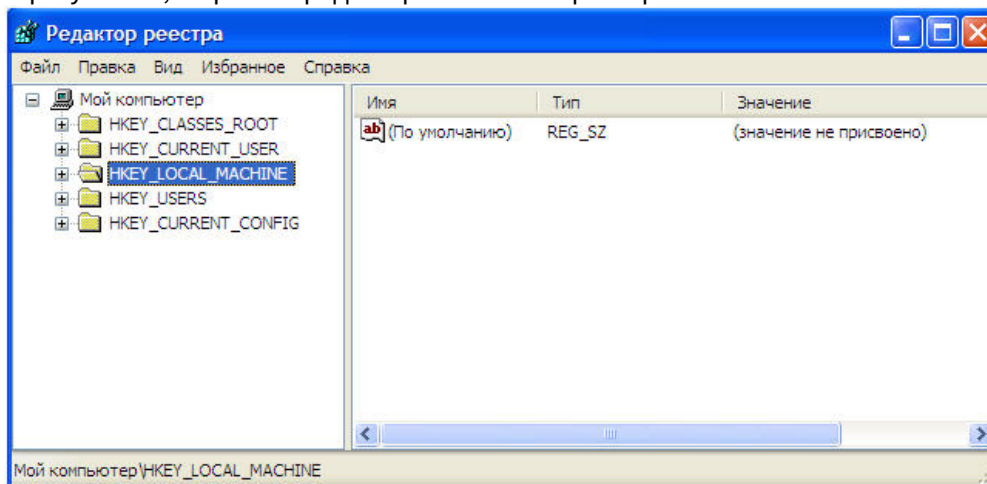 Редактор реестра
Файл Правка Вид Избранное Справка
Мой компьютер
HKEY_CLASSES_ROOT
HKEY_CURRENT_USER
HKEY_LOCAL_MACHINE
HKEY_USERS
HKEY_CURRENT_CONFIG
Имя Тип Значение
ab (По умолчанию) REG_SZ (значение не присвоено)
Мой компьютер\HKEY_LOCAL_MACHINE